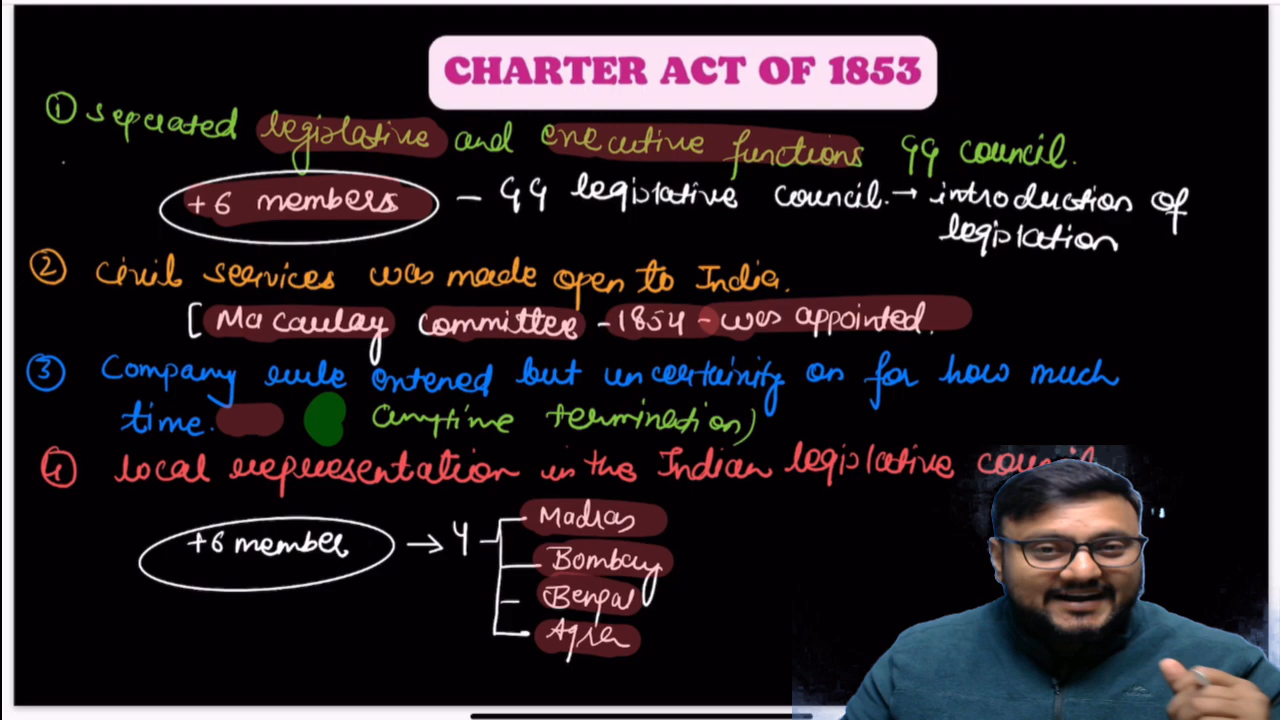 CHARTER ACT OF 1853
① separated legislative and executive functions GG council.
+6 members - GG legislative council. → introduction of
legislation
② civil services was made open to India.
[Macaulay committee - 1854 - was appointed.
③ Company rule extened but uncertainity on for how much
time. anytime termination)
④ local representation in the Indian legislative council
+6 member → 4 Madras
Bombay
Bengal
Agra